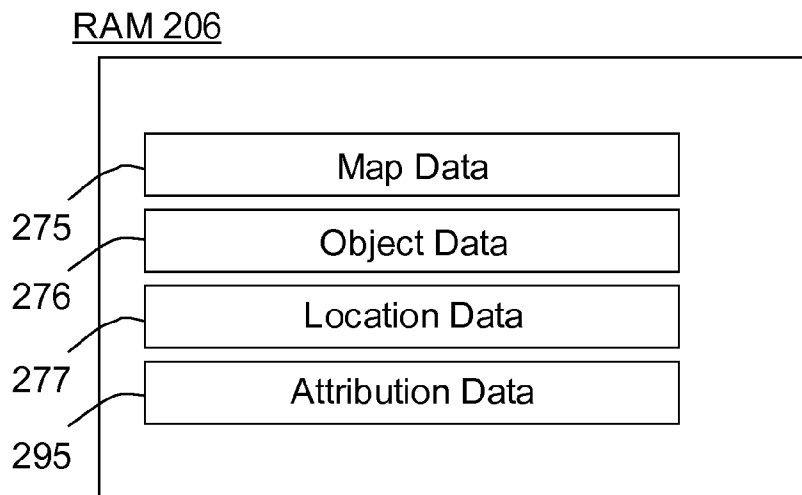 RAM 206
Map Data
275
Object Data
276
Location Data
277
Attribution Data
295